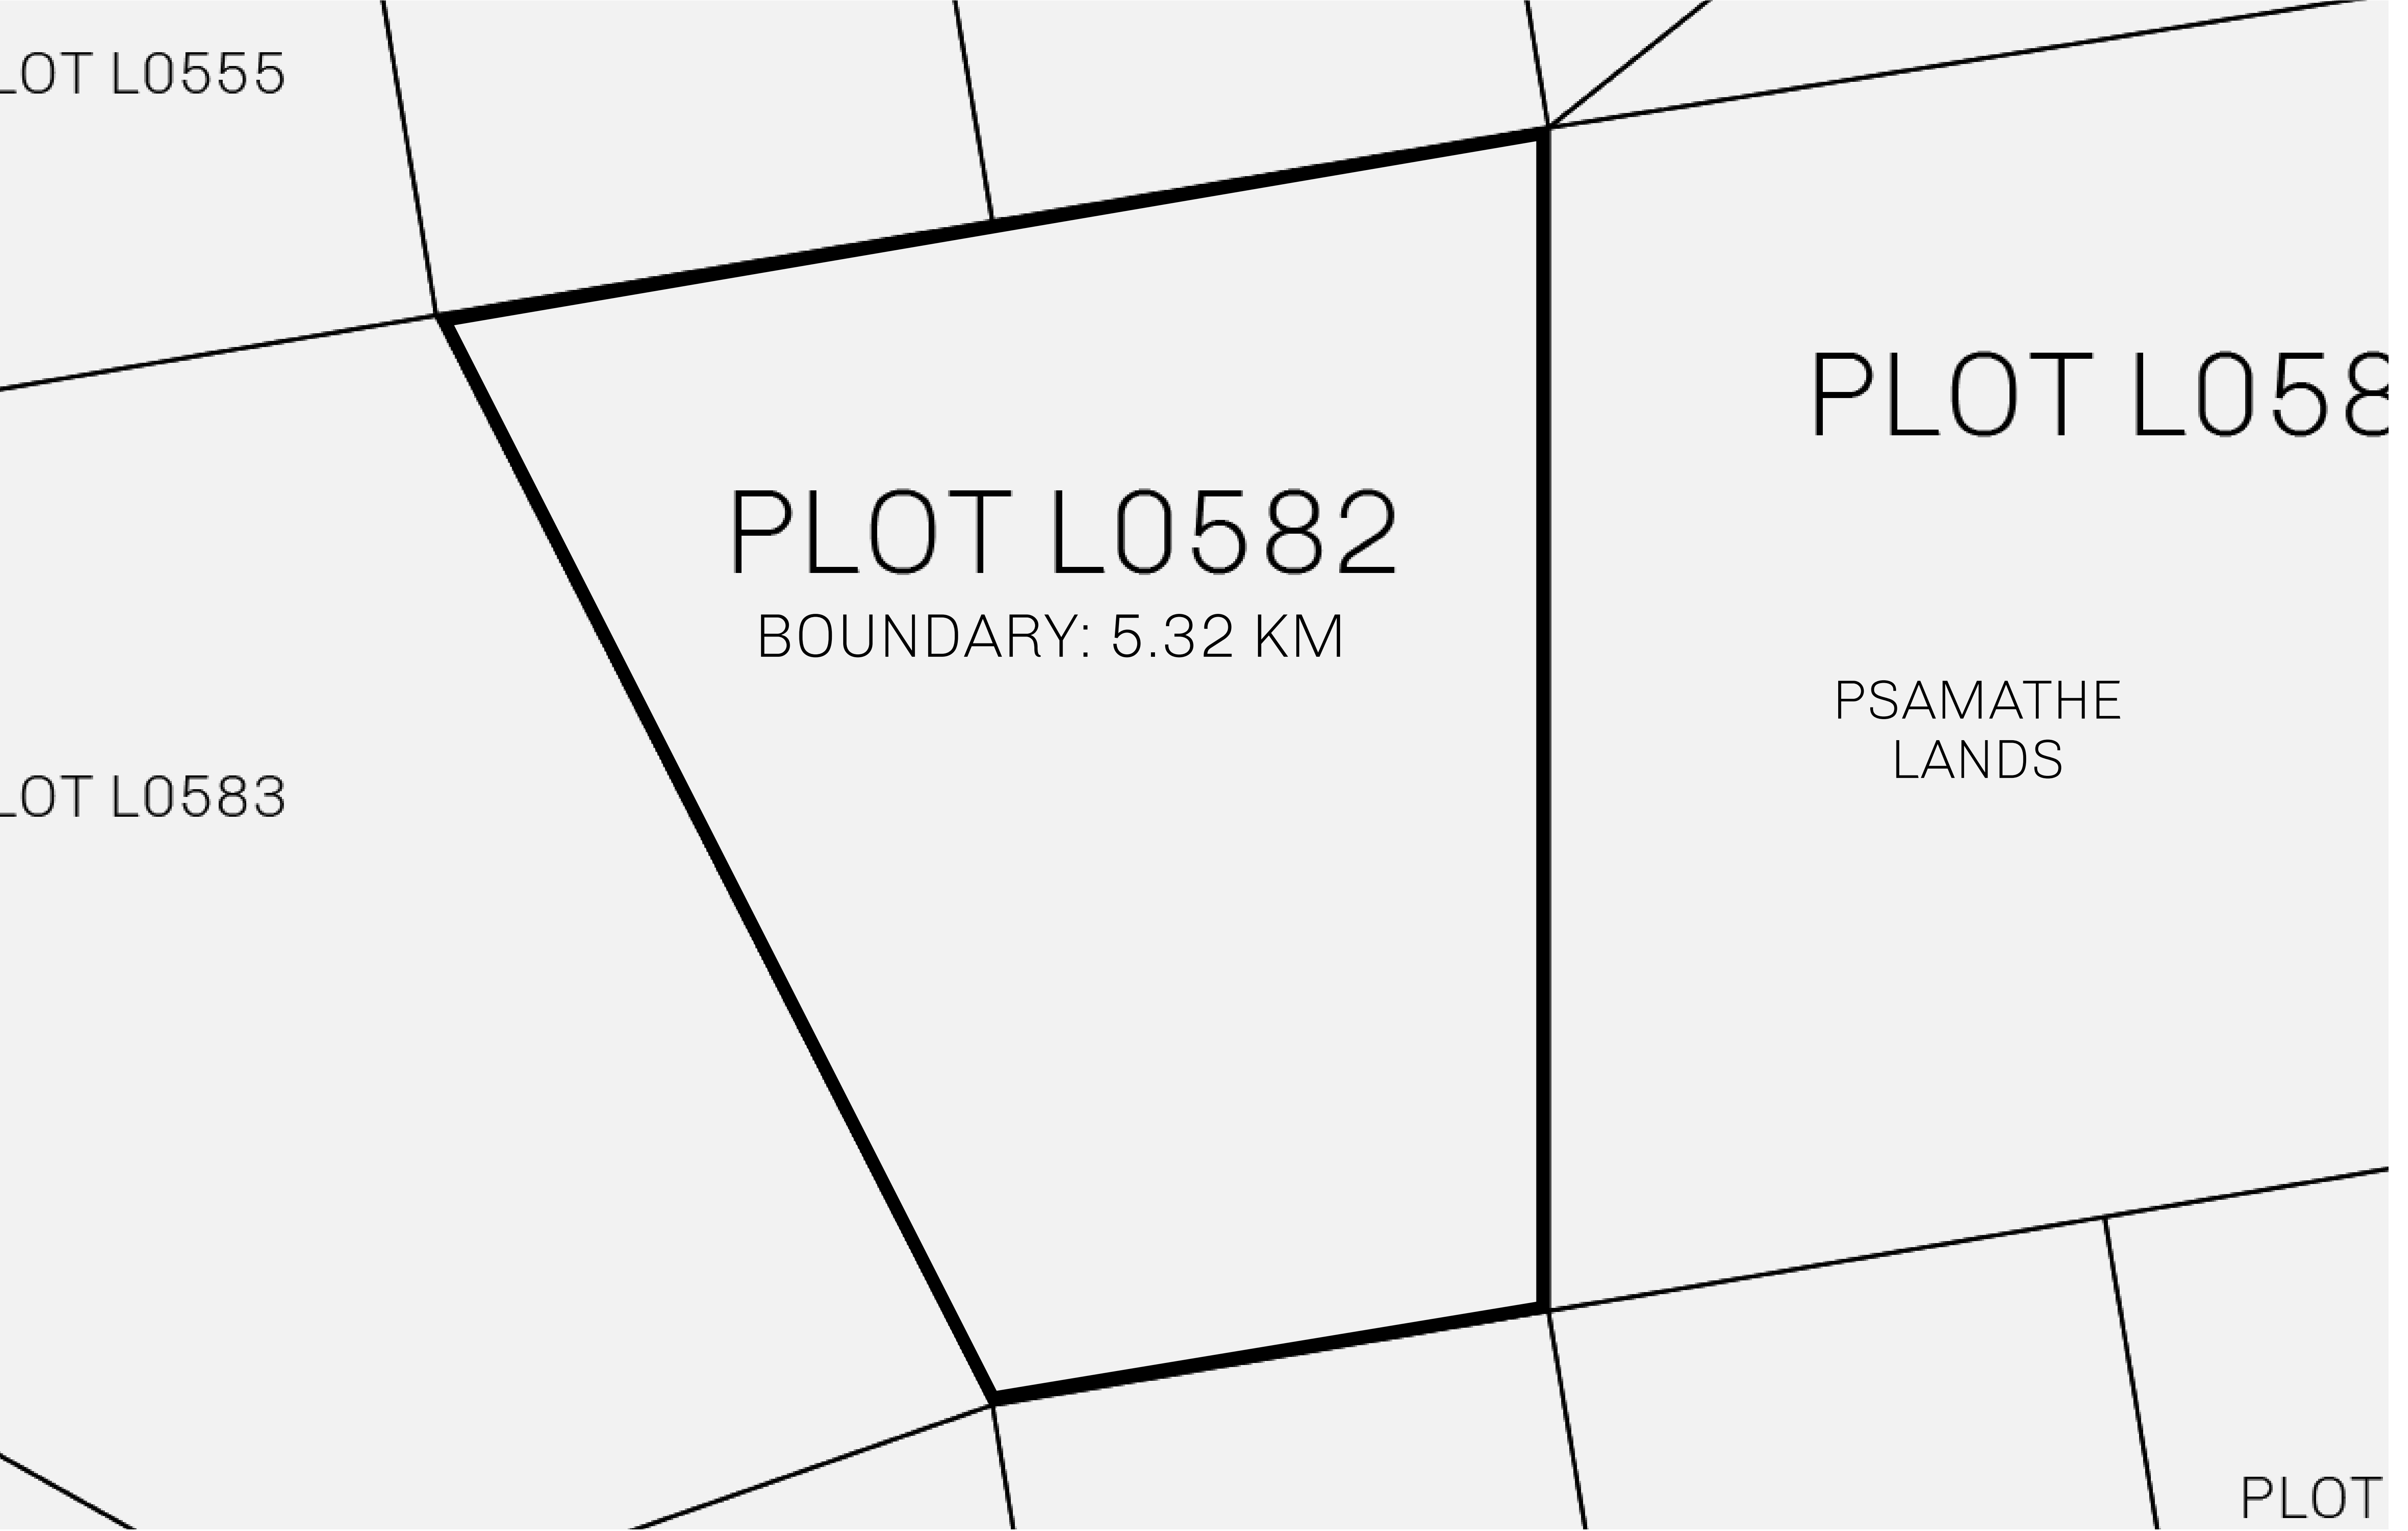 LOT L0555
PLOT L058
PLOT L0582
BOUNDARY: 5.32 KM
PSAMATHE
LANDS
LOT L0583
PLOT